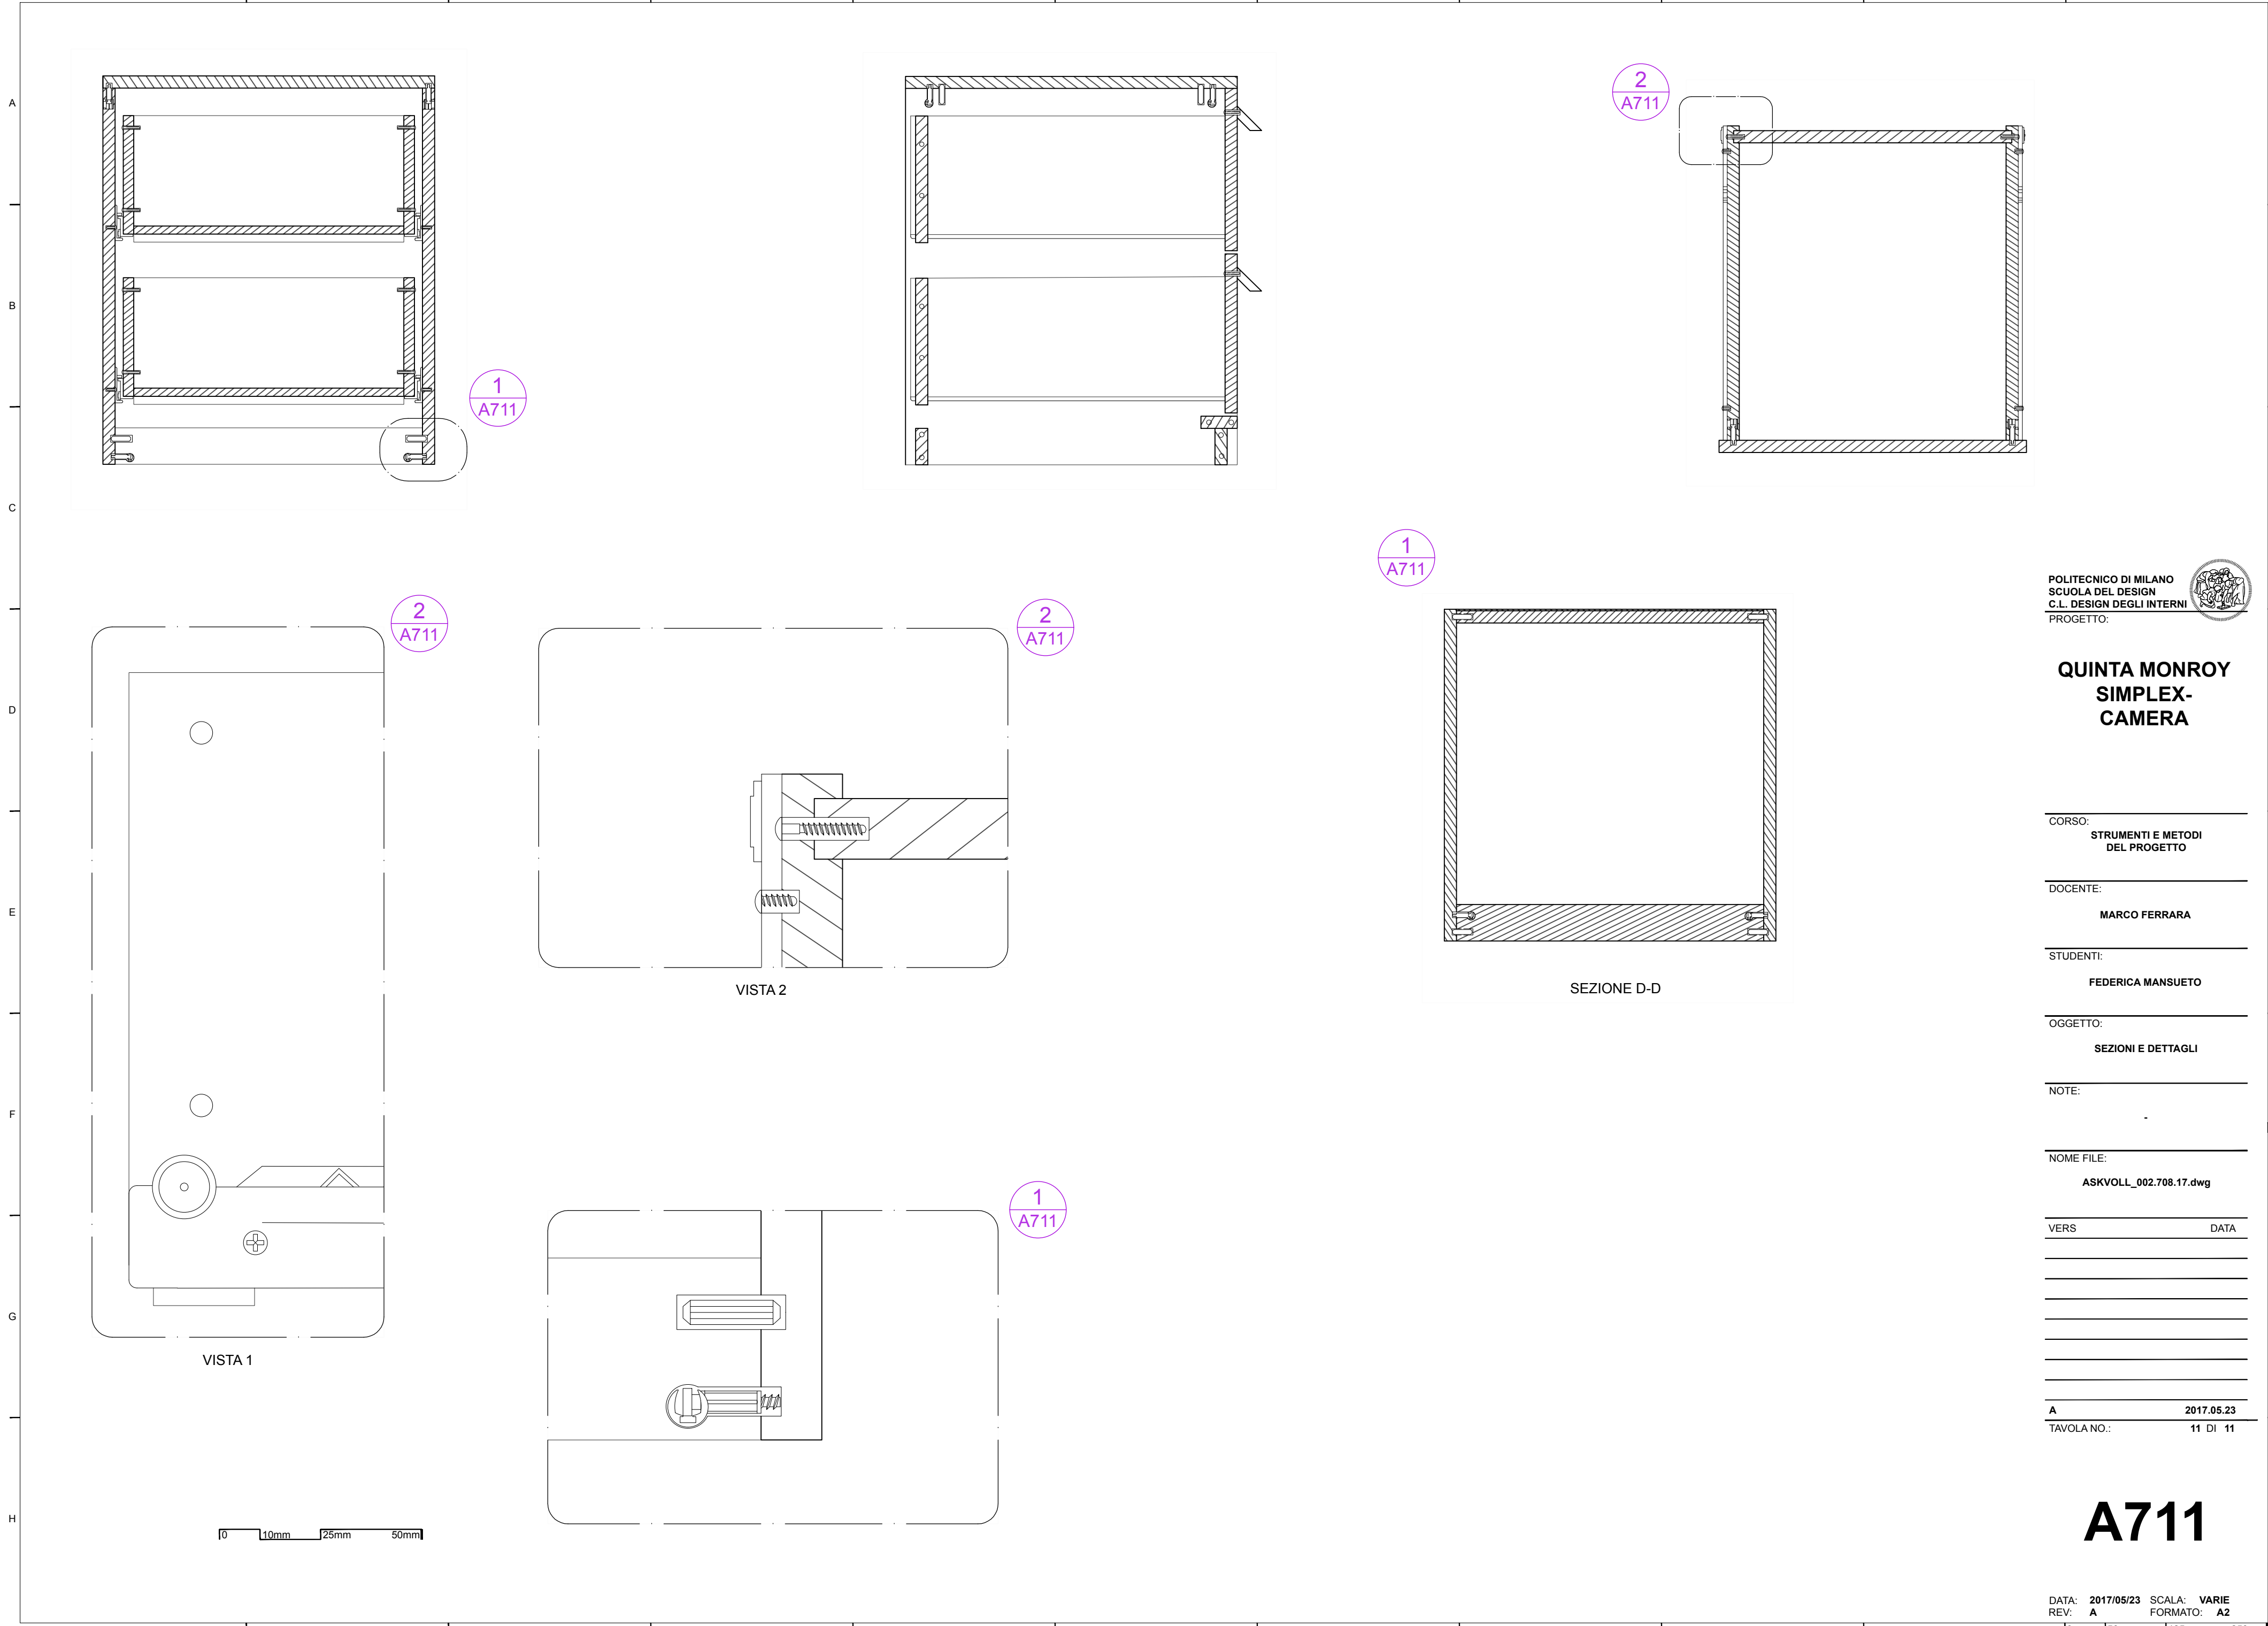 A
B
C
D
E
F
G
H
1
A711
2
A711
1
A711
2
A711
VISTA 1
2
A711
VISTA 2
1
A711
SEZIONE D-D
0 10mm 25mm 50mm
POLITECNICO DI MILANO
SCUOLA DEL DESIGN
C.L. DESIGN DEGLI INTERNI
PROGETTO:
QUINTA MONROY
SIMPLEX-
CAMERA
CORSO:
STRUMENTI E METODI
DEL PROGETTO
DOCENTE:
MARCO FERRARA
STUDENTI:
FEDERICA MANSUETO
OGGETTO:
SEZIONI E DETTAGLI
NOTE:
-
NOME FILE:
ASKVOLL_002.708.17.dwg
VERS DATA
A 2017.05.23
TAVOLA NO.: 11 DI 11
A711
DATA: 2017/05/23 SCALA: VARIE
REV: A FORMATO: A2